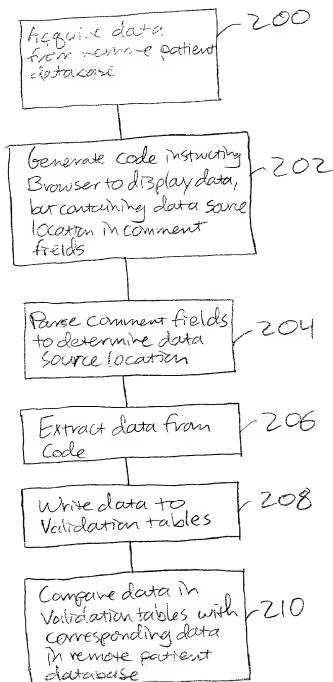 Acquire data
from remote patient
database
200
Generate code instructing
Browser to display data,
but containing data source
location in comment
fields
202
Parse comment fields
to determine data
source location
204
Extract data from
Code
206
Write data to
Validation tables
208
Compare data in
Validation tables with
corresponding data
in remote patient
database
210